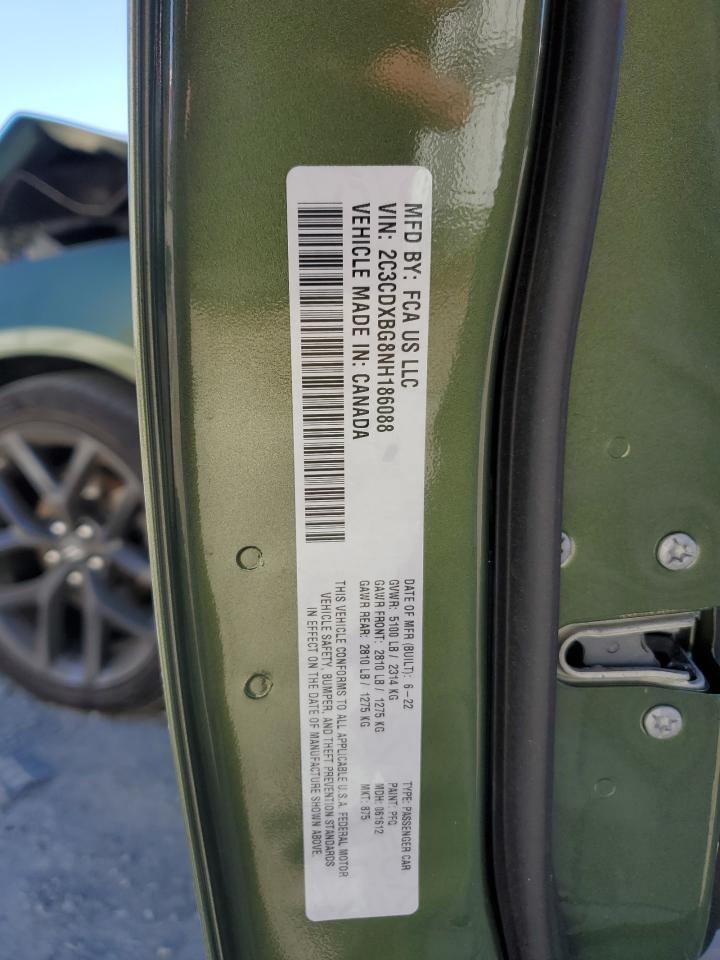 MFD BY: FCA US LLC
VIN: 2C3CDXBG8NH186088
VEHICLE MADE IN: CANADA
DATE OF MFR (BUILT): 6-22
GVWR: 5100 LB / 2314 KG
GAWR FRONT: 2810 LB / 1275 KG
GAWR REAR: 2810 LB / 1275 KG
TYPE: PASSENGER CAR
PAINT: PFQ
MDH: 061612
MKT: 875
THIS VEHICLE CONFORMS TO ALL APPLICABLE U.S.A. FEDERAL MOTOR
VEHICLE SAFETY, BUMPER, AND THEFT PREVENTION STANDARDS
IN EFFECT ON THE DATE OF MANUFACTURE SHOWN ABOVE.